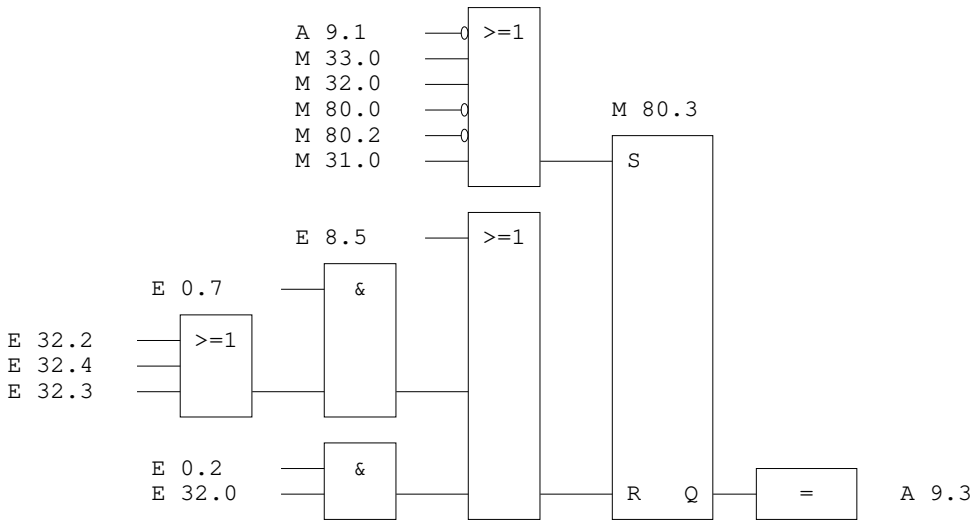 A 9.1 >=1
M 33.0
M 32.0
M 80.0 M 80.3
M 80.2
M 31.0 S
E 8.5 >=1
E 0.7 &
E 32.2 >=1
E 32.4
E 32.3
E 0.2 &
E 32.0 R Q = A 9.3